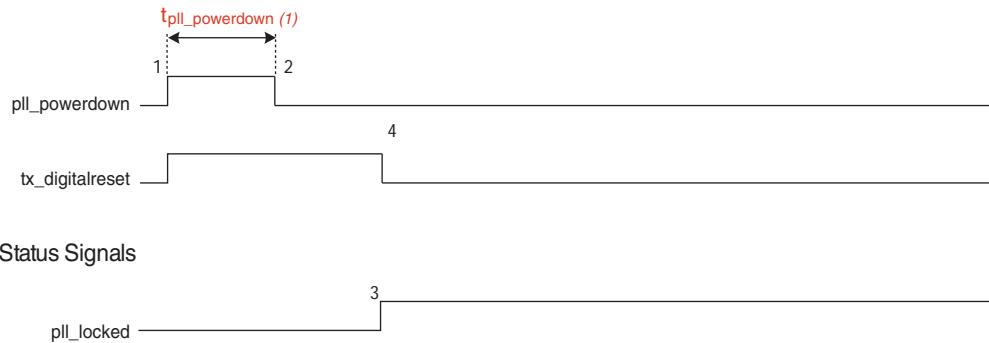 tpll_powerdown (1)
1
2
pll_powerdown
4
tx_digitalreset
Status Signals
3
pll_locked